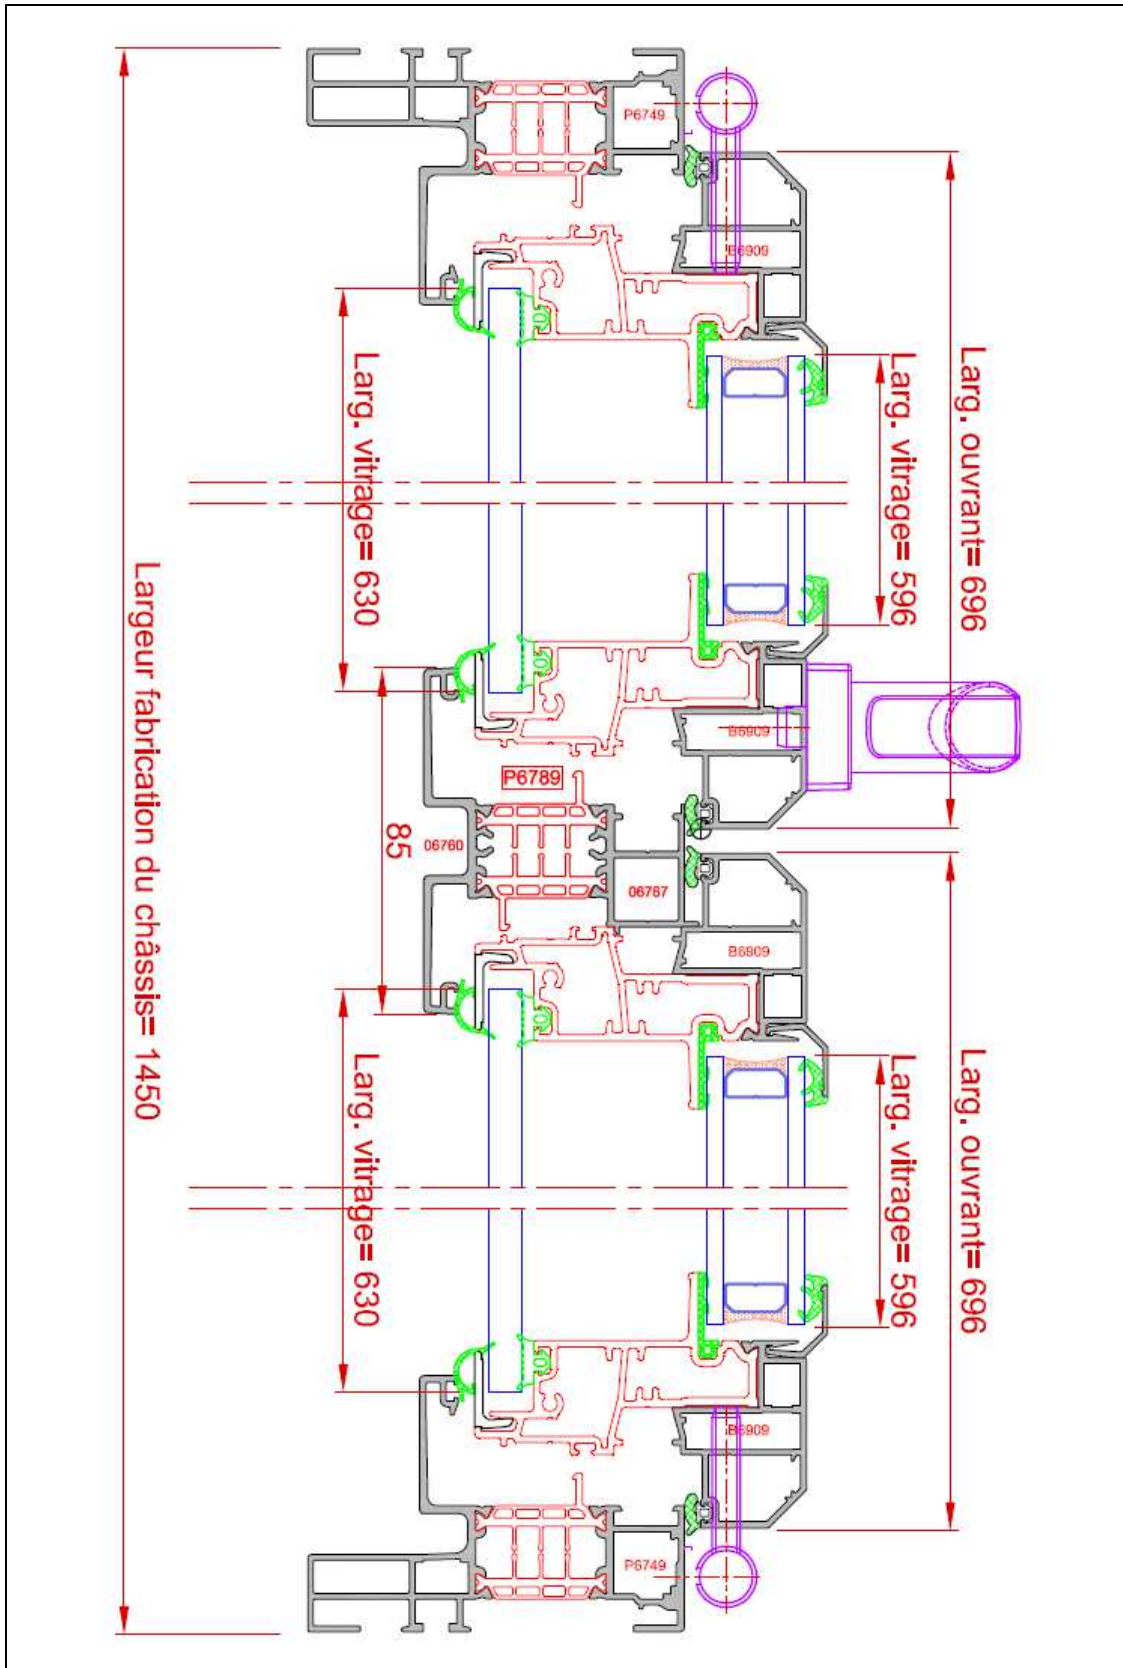 P6749
B6909
Larg. ouvrant= 696
Larg. vitrage= 596
Larg. vitrage= 630
B6909
P6789
85
06760
06767
B6909
Larg. ouvrant= 696
Larg. vitrage= 596
Larg. vitrage= 630
B6909
P6749
Largeur fabrication du châssis= 1450